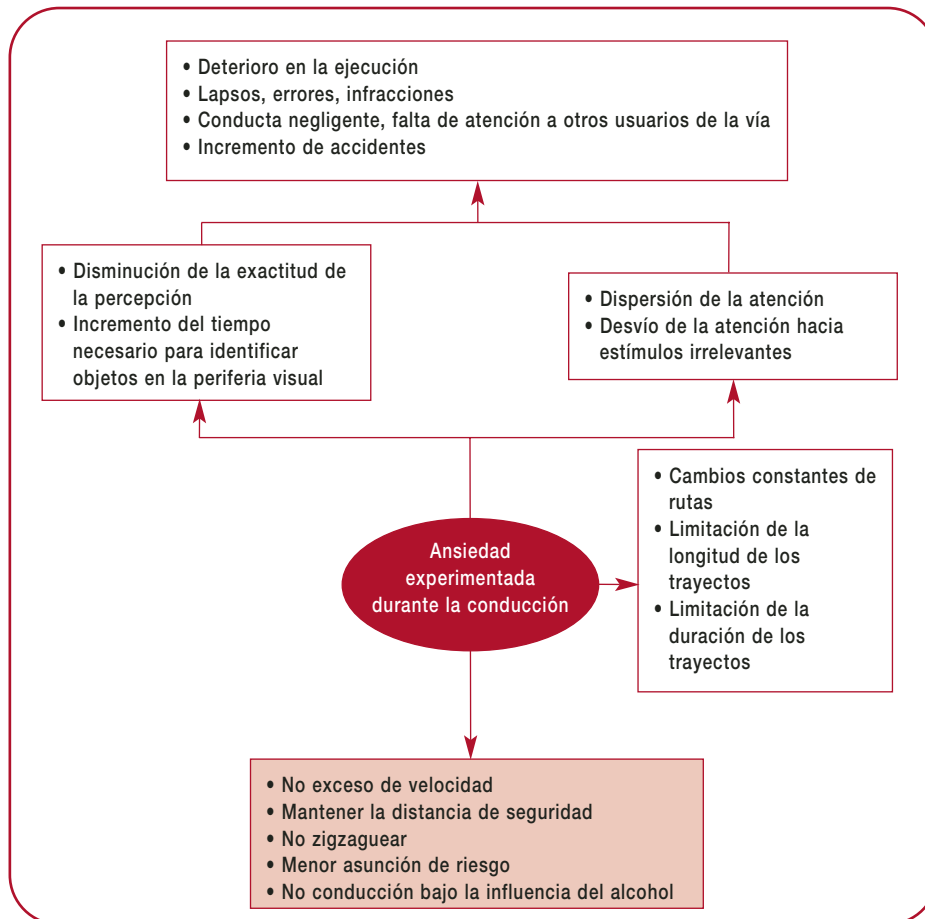 • Deterioro en la ejecución
• Lapsos, errores, infracciones
• Conducta negligente, falta de atención a otros usuarios de la vía
• Incremento de accidentes
• Disminución de la exactitud de
la percepción
• Incremento del tiempo
necesario para identificar
objetos en la periferia visual
• Dispersión de la atención
• Desvío de la atención hacia
estímulos irrelevantes
• Cambios constantes de
rutas
• Limitación de la
longitud de los
trayectos
• Limitación de la
duración de los
trayectos
Ansiedad
experimentada
durante la conducción
• No exceso de velocidad
• Mantener la distancia de seguridad
• No zigzaguear
• Menor asunción de riesgo
• No conducción bajo la influencia del alcohol